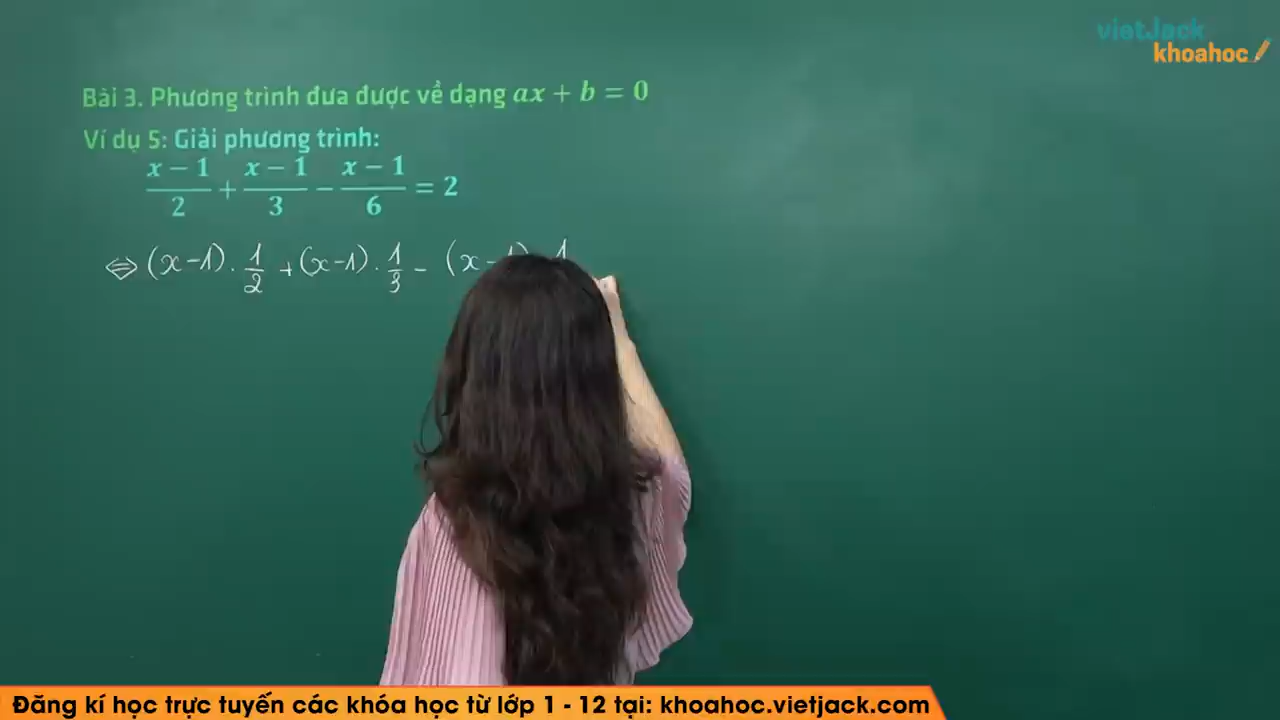 vietJack
khoahoc
Bài 3. Phương trình đưa được về dạng ax + b = 0
Ví dụ 5: Giải phương trình:
(x − 1)/2 + (x − 1)/3 − (x − 1)/6 = 2
⇔ (x − 1) . 1/2 + (x − 1) . 1/3 − (x − 1) 1
Đăng kí học trực tuyến các khóa học từ lớp 1 - 12 tại: khoahoc.vietjack.com